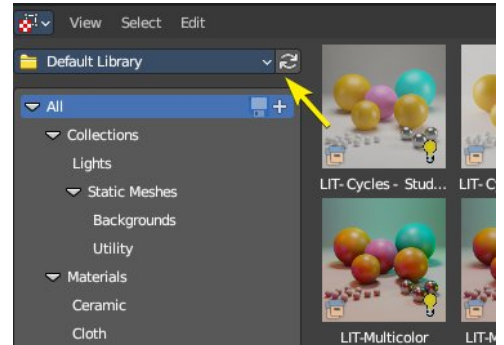 View Select Edit
Default Library
All
Collections
Lights
Static Meshes
Backgrounds
Utility
Materials
Ceramic
Cloth
LIT- Cycles - Stud... LIT- C
LIT-Multicolor LIT-M